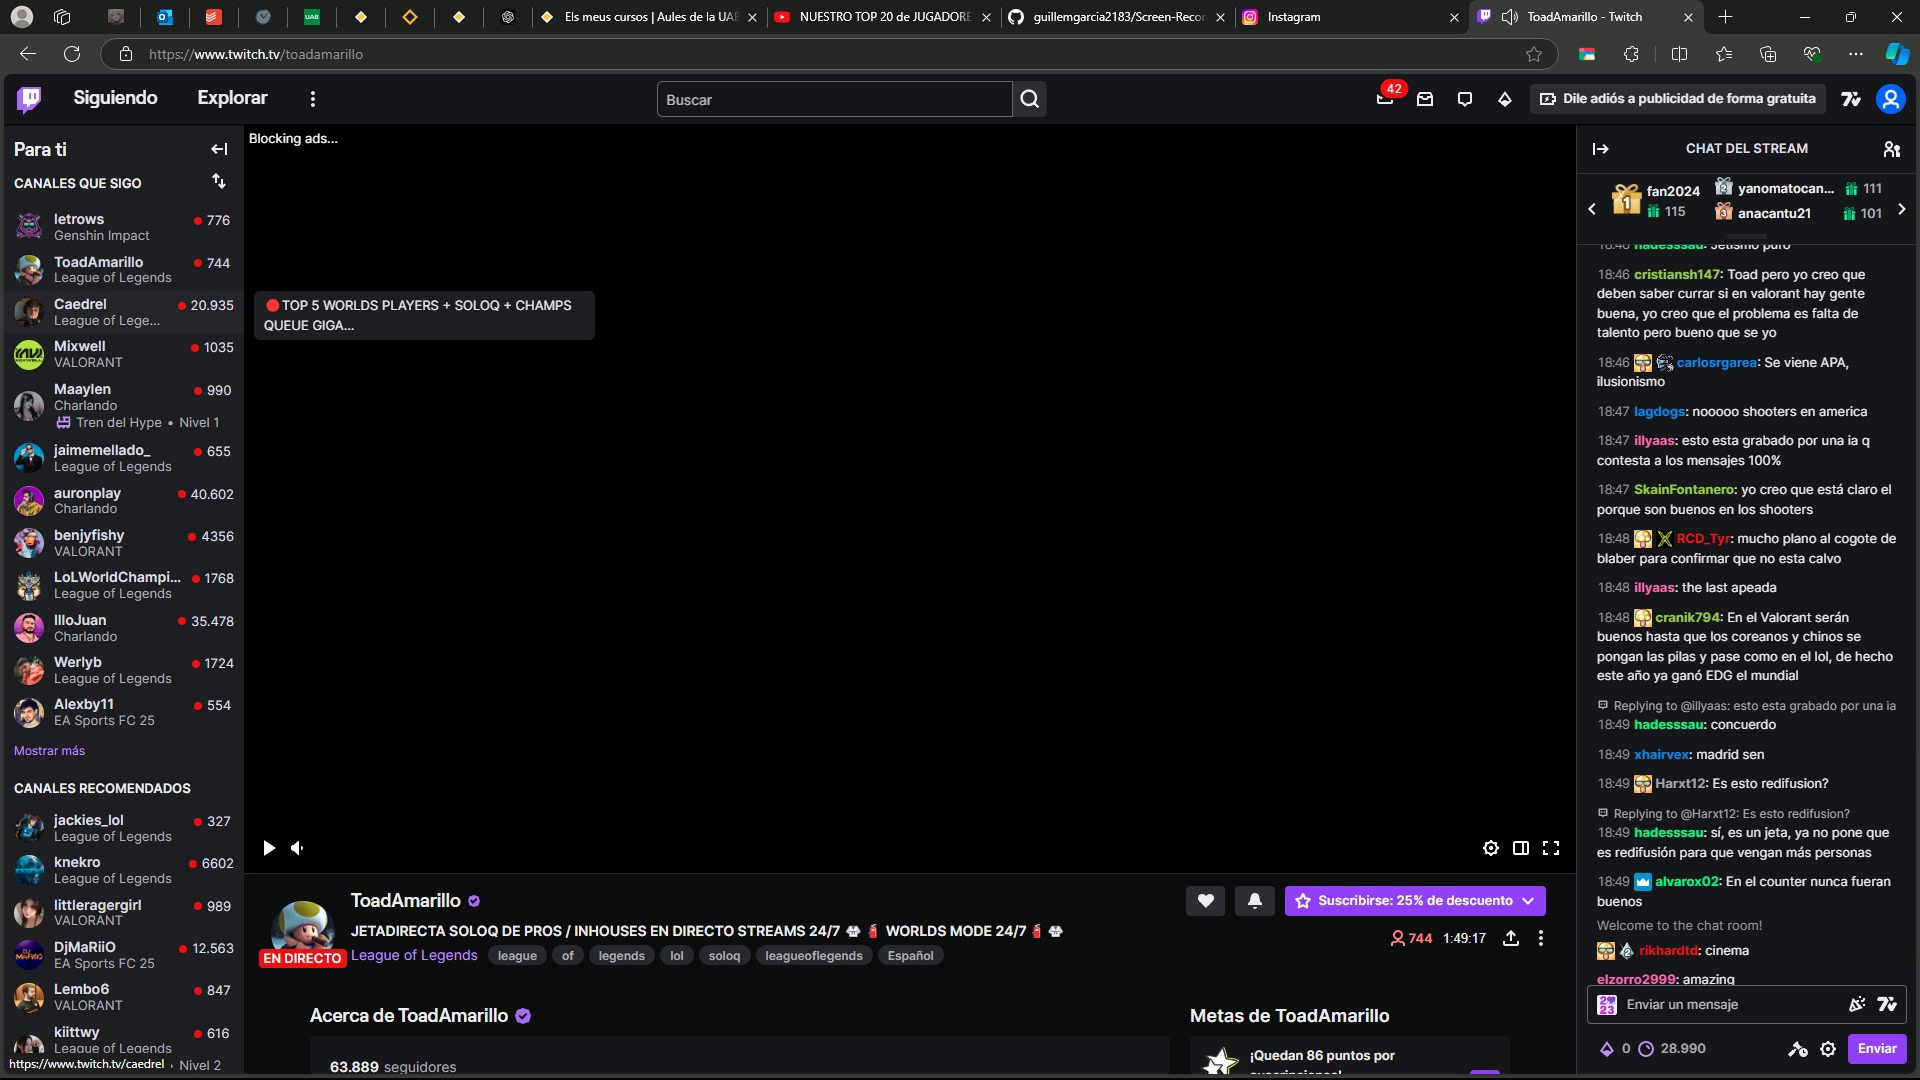 Els meus cursos | Aules de la UAB
NUESTRO TOP 20 de JUGADORE
guillemgarcia2183/Screen-Recor
Instagram
ToadAmarillo - Twitch
https://www.twitch.tv/toadamarillo
Siguiendo
Explorar
Buscar
42
Dile adiós a publicidad de forma gratuita
Para ti
CANALES QUE SIGO
letrows 776
Genshin Impact
ToadAmarillo 744
League of Legends
Caedrel 20.935
League of Lege...
Mixwell 1035
VALORANT
Maaylen 990
Charlando
Tren del Hype • Nivel 1
jaimemellado_ 655
League of Legends
auronplay 40.602
Charlando
benjyfishy 4356
VALORANT
LoLWorldChampi... 1768
League of Legends
IlloJuan 35.478
Charlando
Werlyb 1724
League of Legends
Alexby11 554
EA Sports FC 25
Mostrar más
CANALES RECOMENDADOS
jackies_lol 327
League of Legends
knekro 6602
League of Legends
littleragergirl 989
VALORANT
DjMaRiiO 12.563
EA Sports FC 25
Lembo6 847
VALORANT
kiittwy 616
League of Legends
https://www.twitch.tv/caedrel
Nivel 2
Blocking ads...
TOP 5 WORLDS PLAYERS + SOLOQ + CHAMPS
QUEUE GIGA...
ToadAmarillo
Suscribirse: 25% de descuento
JETADIRECTA SOLOQ DE PROS / INHOUSES EN DIRECTO STREAMS 24/7 WORLDS MODE 24/7
744 1:49:17
EN DIRECTO
League of Legends league of legends lol soloq leagueoflegends Español
Acerca de ToadAmarillo
63.889 seguidores
Metas de ToadAmarillo
¡Quedan 86 puntos por
CHAT DEL STREAM
1 fan2024 115
2 yanomatocan... 111
3 anacantu21 101
18:46 hadesssau: Jetismo puro
18:46 cristiansh147: Toad pero yo creo que
deben saber currar si en valorant hay gente
buena, yo creo que el problema es falta de
talento pero bueno que se yo
18:46 carlosrgarea: Se viene APA,
ilusionismo
18:47 lagdogs: nooooo shooters en america
18:47 illyaas: esto esta grabado por una ia q
contesta a los mensajes 100%
18:47 SkainFontanero: yo creo que está claro el
porque son buenos en los shooters
18:48 RCD_Tyr: mucho plano al cogote de
blaber para confirmar que no esta calvo
18:48 illyaas: the last apeada
18:48 cranik794: En el Valorant serán
buenos hasta que los coreanos y chinos se
pongan las pilas y pase como en el lol, de hecho
este año ya ganó EDG el mundial
Replying to @illyaas: esto esta grabado por una ia
18:49 hadesssau: concuerdo
18:49 xhairvex: madrid sen
18:49 Harxt12: Es esto redifusion?
Replying to @Harxt12: Es esto redifusion?
18:49 hadesssau: sí, es un jeta, ya no pone que
es redifusión para que vengan más personas
18:49 alvarox02: En el counter nunca fueran
buenos
Welcome to the chat room!
rikhardtd: cinema
elzorro2999: amazing
Enviar un mensaje
0 28.990
Enviar